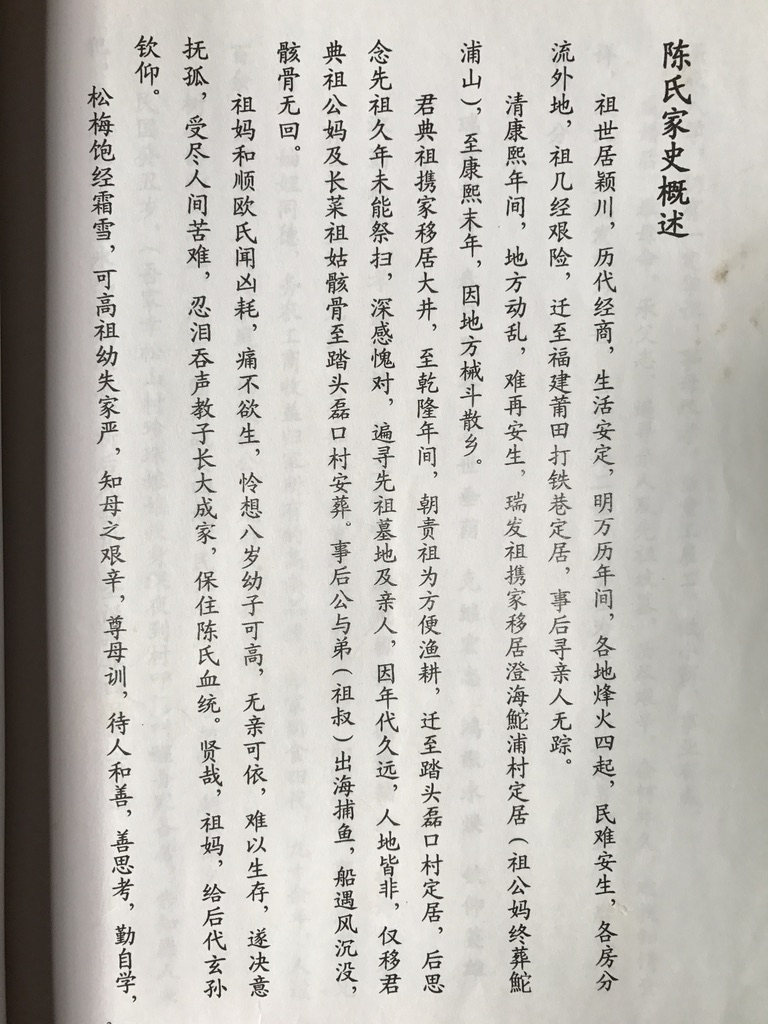 陈氏家史概述
祖世居颖川，历代经商，生活安定，明万历年间，各地烽火四起，民难安生，各房分
流外地，祖几经艰险，迁至福建莆田打铁巷定居，事后寻亲人无踪。
清康熙年间，地方动乱，难再安生，瑞发祖携家移居澄海鮀浦村定居（祖公妈终葬鮀
浦山），至康熙末年，因地方械斗散乡。
君典祖携家移居大井，至乾隆年间，朝贵祖为方便渔耕，迁至踏头磊口村定居，后思
念先祖久年未能祭扫，深感愧对，遍寻先祖墓地及亲人，因年代久远，人地皆非，仅移君
典祖公妈及长菜祖姑骸骨至踏头磊口村安葬。事后公与弟（祖叔）出海捕鱼，船遇风沉没，
骸骨无回。
祖妈和顺欧氏闻凶耗，痛不欲生，怜想八岁幼子可高，无亲可依，难以生存，遂决意
抚孤，受尽人间苦难，忍泪吞声教子长大成家，保住陈氏血统。贤哉，祖妈，给后代玄孙
钦仰。
松梅饱经霜雪，可高祖幼失家严，知母之艰辛，尊母训，待人和善，善思考，勤自学，